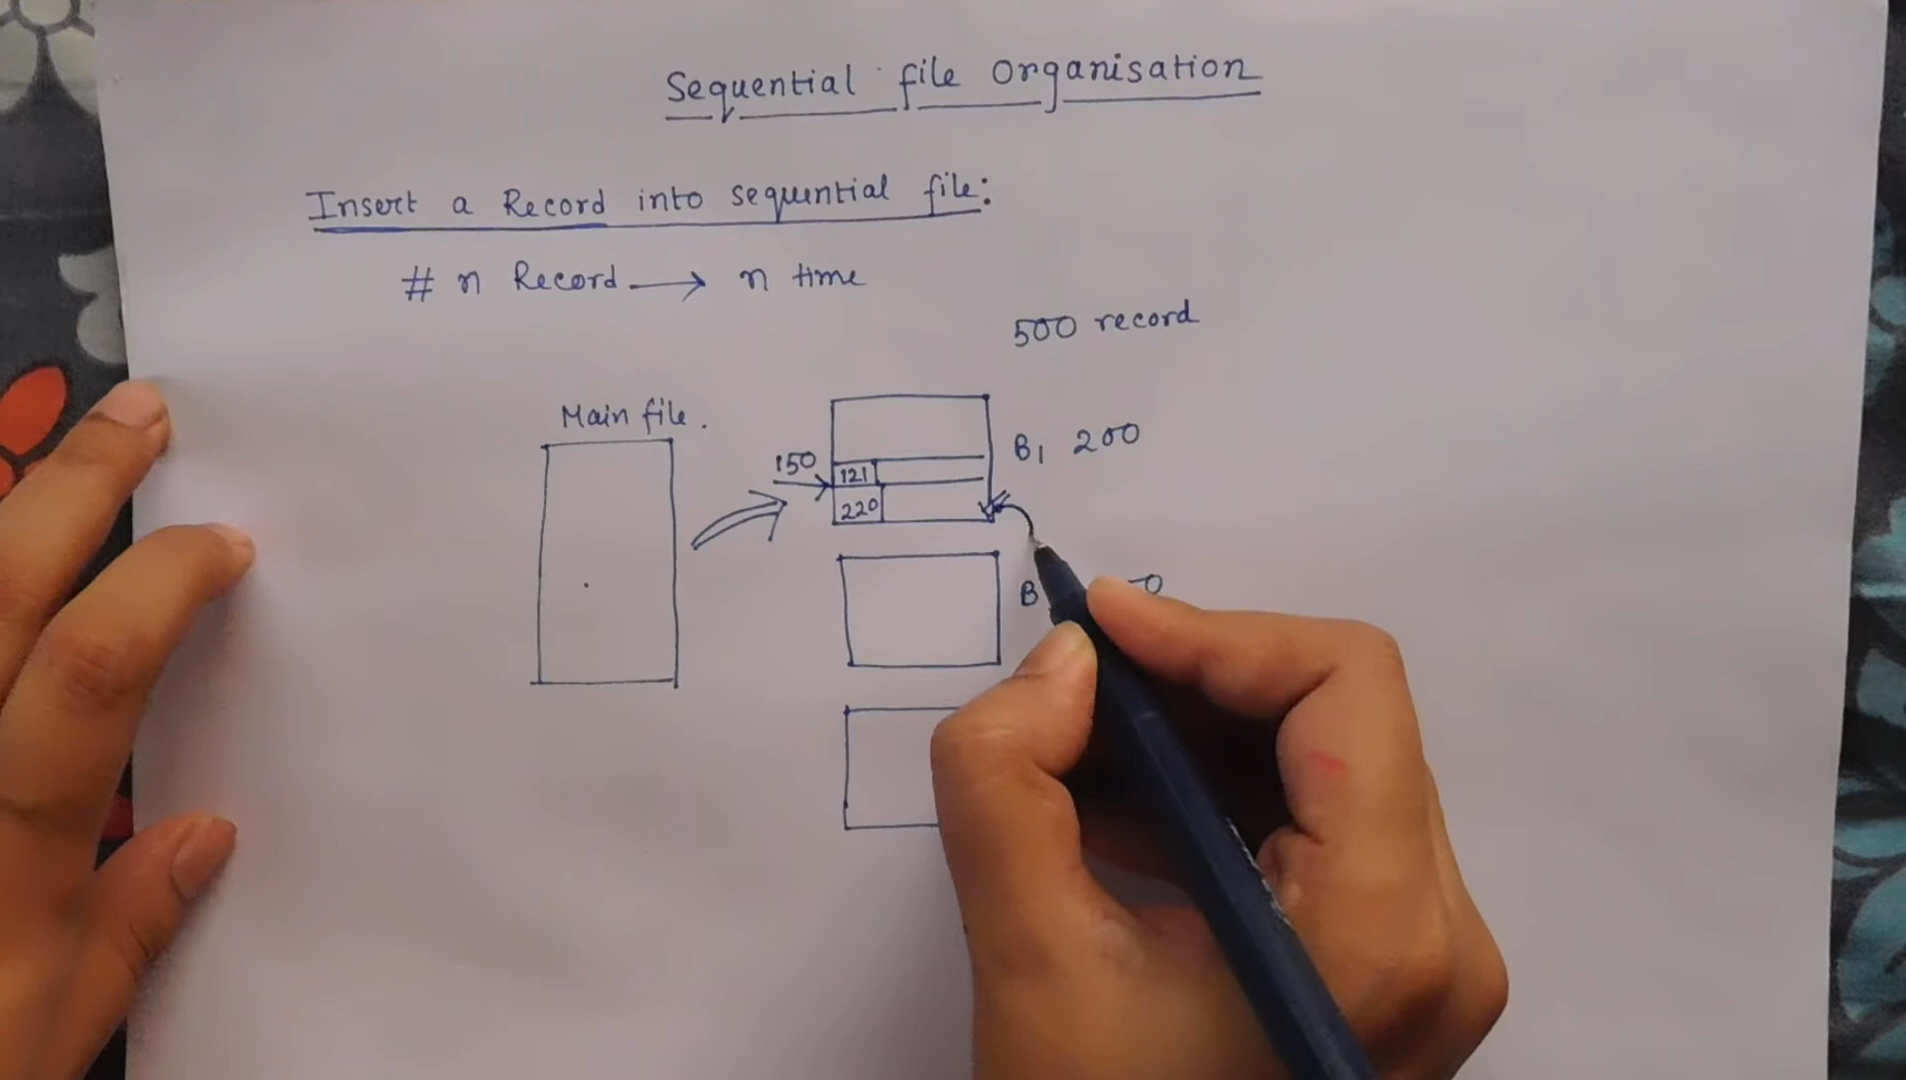 Sequential file Organisation
Insert a Record into sequential file:
# n Record → n time
500 record
Main file.
B1 200
150
121
220
B